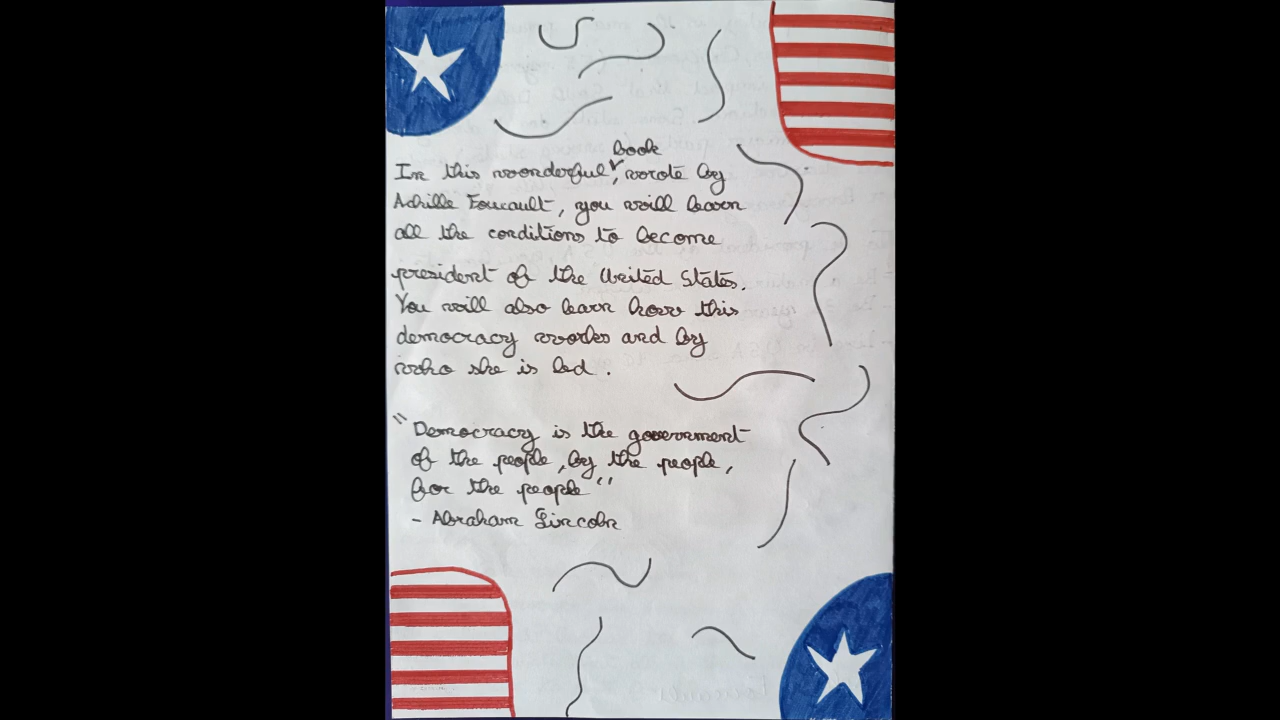 In this wonderful book, wrote by
Achille Foucault, you will learn
all the conditions to become
president of the United States.
You will also learn how this
democracy works and by
who she is led.
"Democracy is the government
of the people, by the people,
for the people"
- Abraham Lincoln